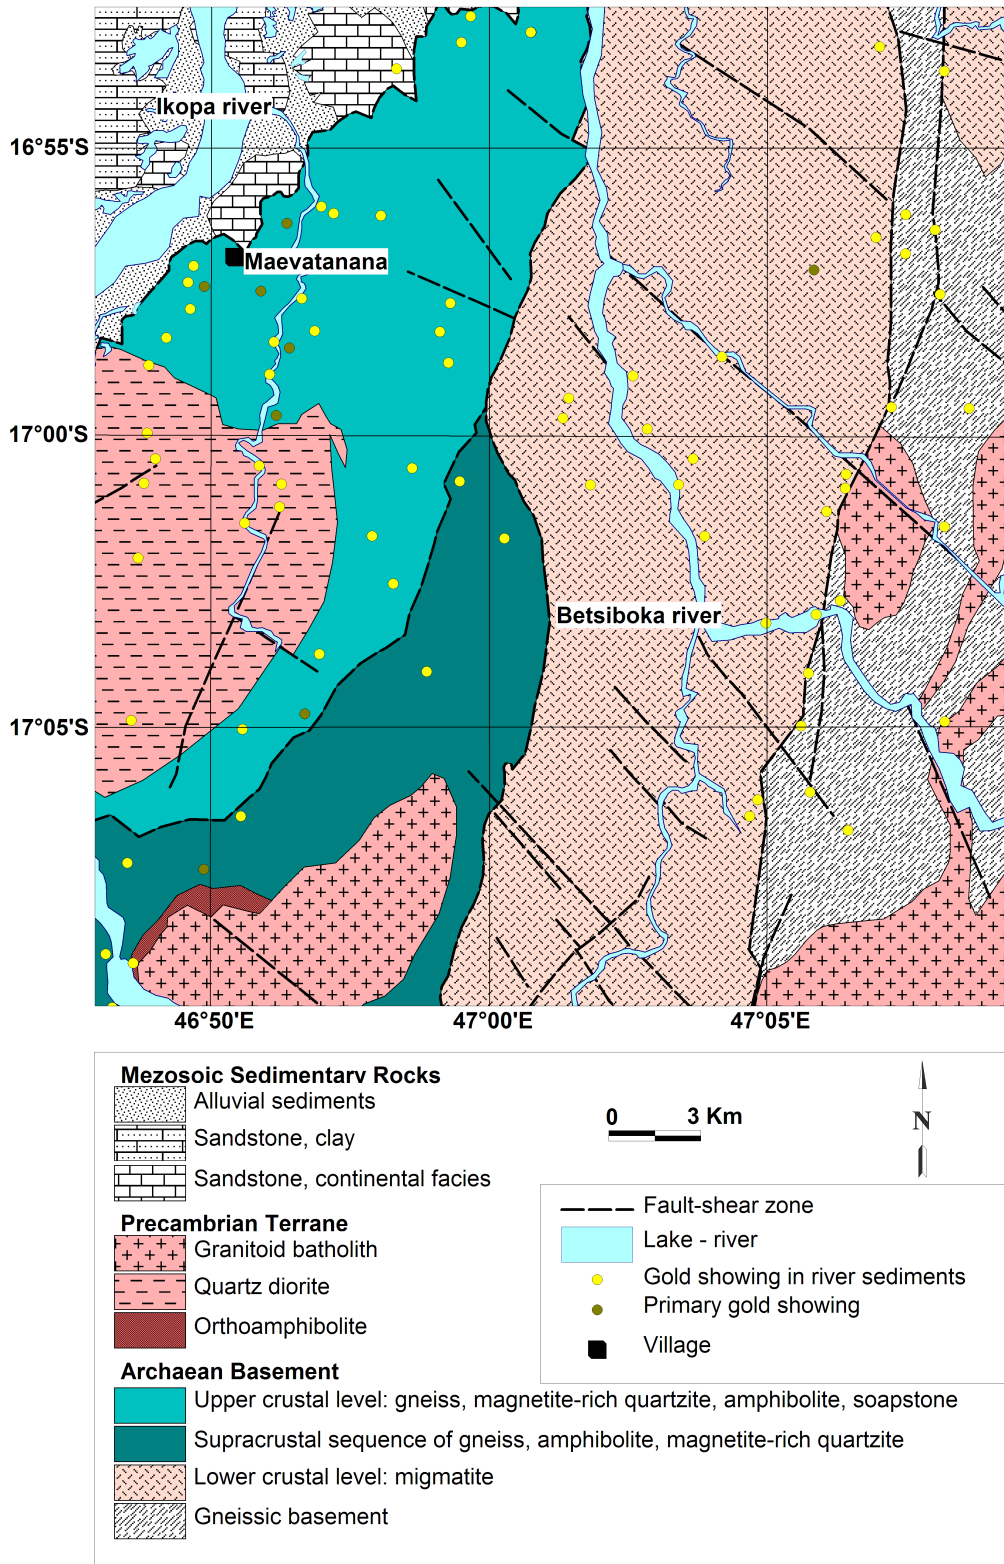 Ikopa river
16°55'S
Maevatanana
17°00'S
Betsiboka river
17°05'S
46°50'E
47°00'E
47°05'E
Mezosoic Sedimentary Rocks
Alluvial sediments
Sandstone, clay
Sandstone, continental facies
0 3 Km
N
Precambrian Terrane
Granitoid batholith
Quartz diorite
Orthoamphibolite
Fault-shear zone
Lake - river
Gold showing in river sediments
Primary gold showing
Village
Archaean Basement
Upper crustal level: gneiss, magnetite-rich quartzite, amphibolite, soapstone
Supracrustal sequence of gneiss, amphibolite, magnetite-rich quartzite
Lower crustal level: migmatite
Gneissic basement